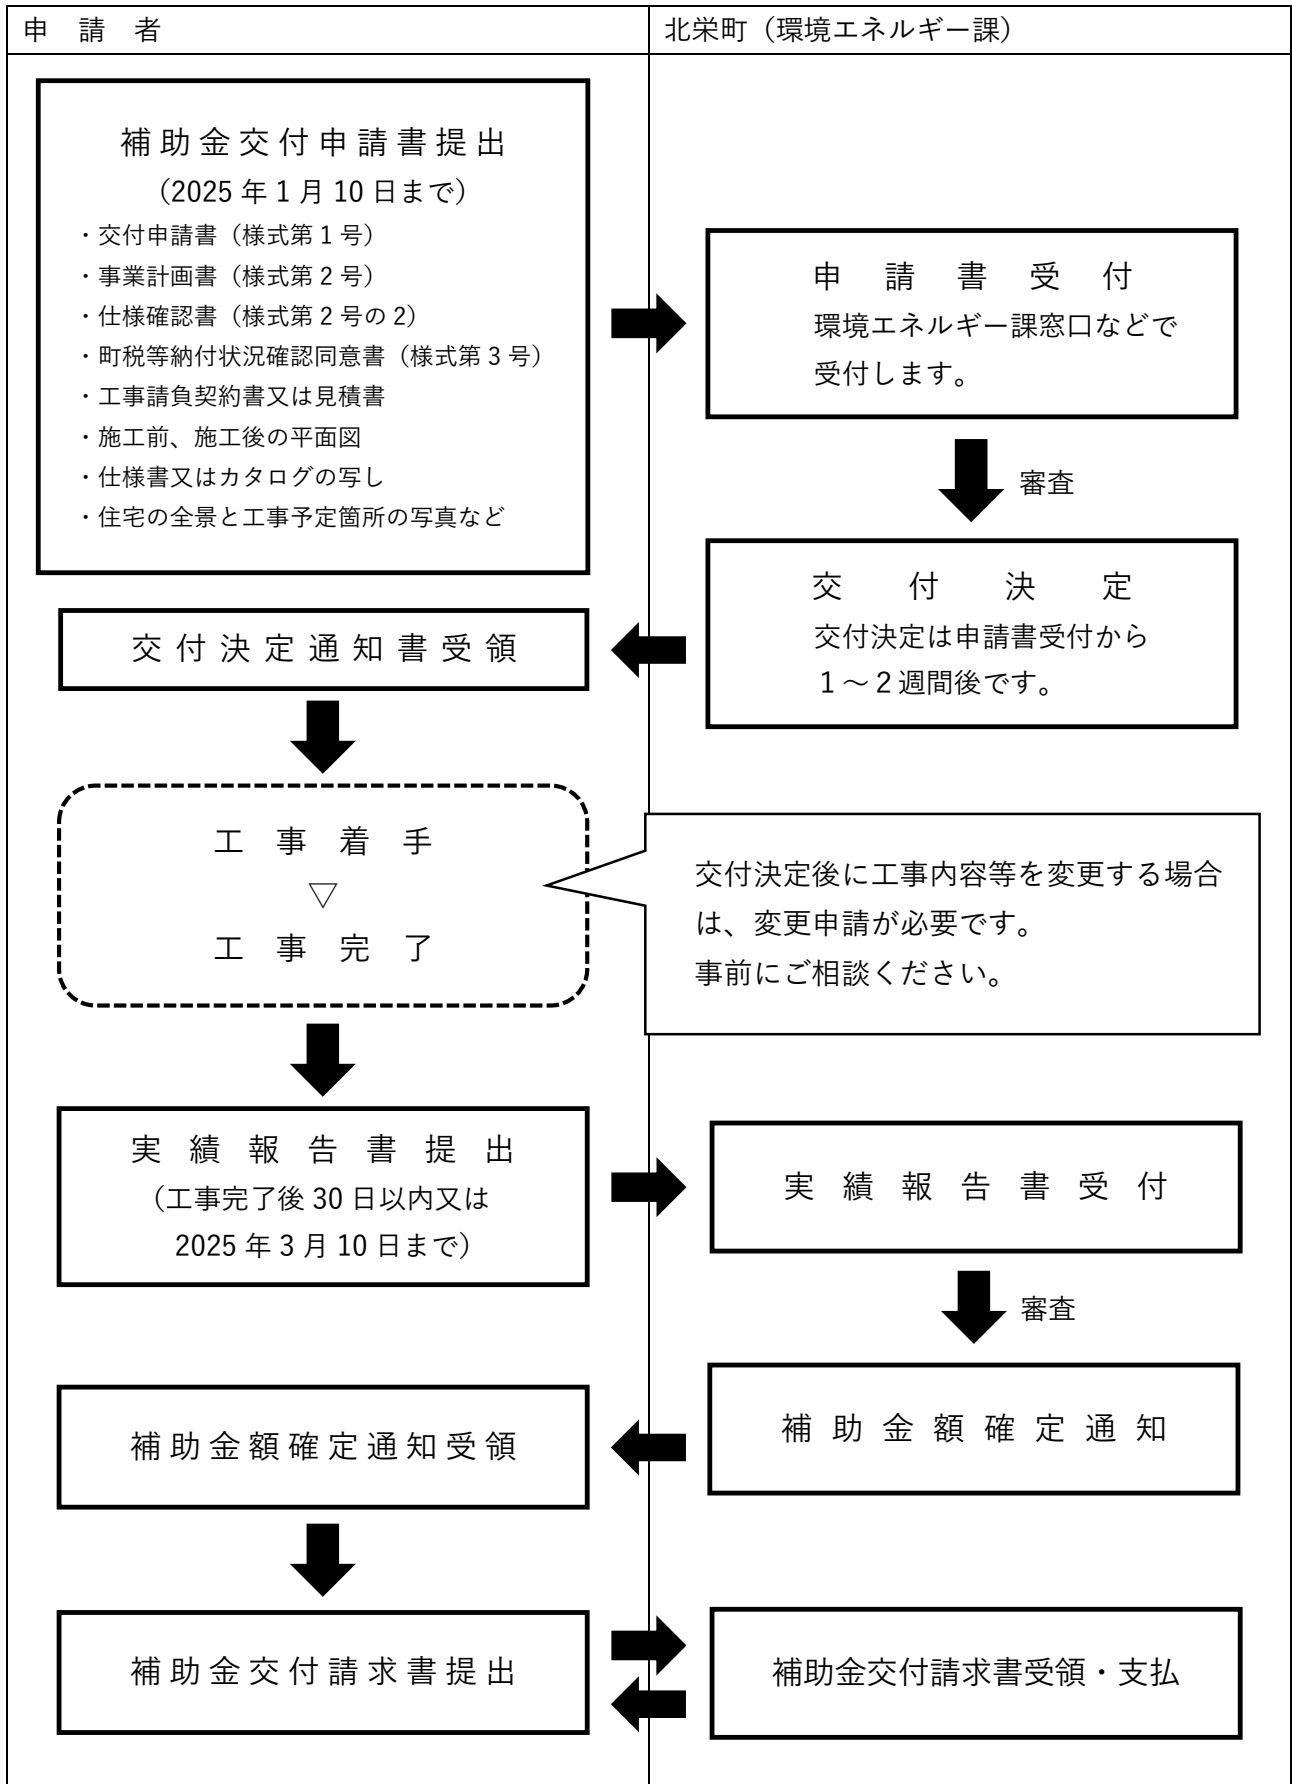 申　請　者
北栄町（環境エネルギー課）
補助金交付申請書提出
（2025 年 1 月 10 日まで）
・交付申請書（様式第 1 号）
・事業計画書（様式第 2 号）
・仕様確認書（様式第 2 号の 2）
・町税等納付状況確認同意書（様式第 3 号）
・工事請負契約書又は見積書
・施工前、施工後の平面図
・仕様書又はカタログの写し
・住宅の全景と工事予定箇所の写真など
申請書受付
環境エネルギー課窓口などで
受付します。
審査
交付決定
交付決定は申請書受付から
１～２週間後です。
交付決定通知書受領
工事着手
▽
工事完了
交付決定後に工事内容等を変更する場合
は、変更申請が必要です。
事前にご相談ください。
実績報告書提出
（工事完了後 30 日以内又は
2025 年 3 月 10 日まで）
実績報告書受付
審査
補助金額確定通知
補助金額確定通知受領
補助金交付請求書提出
補助金交付請求書受領・支払